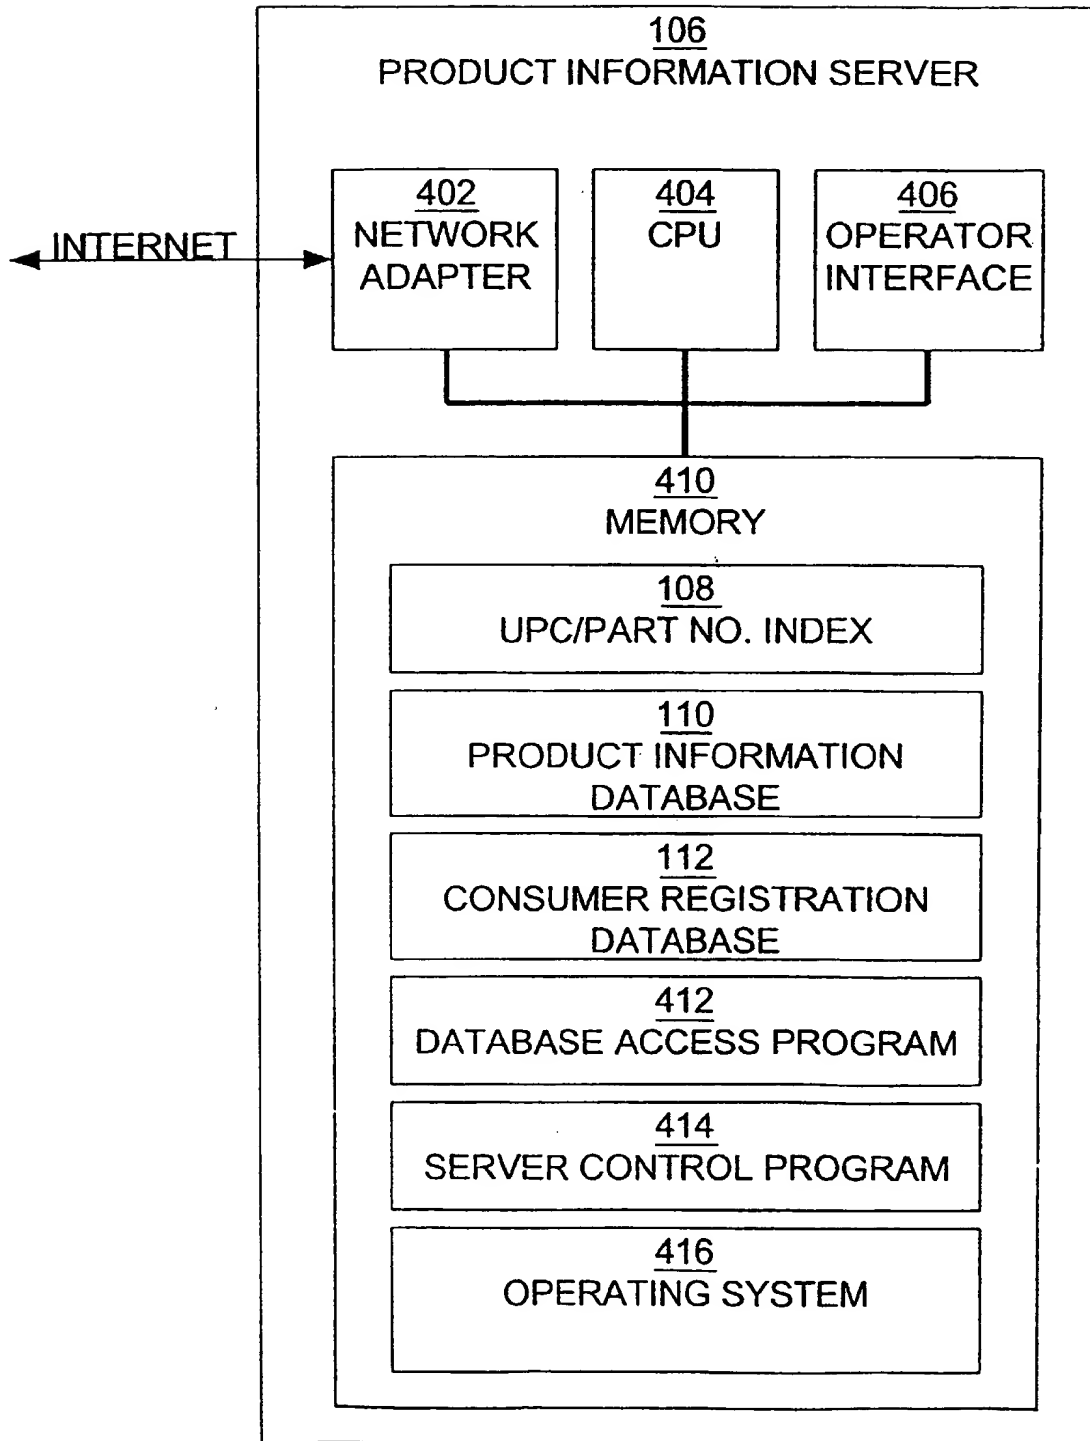 106
PRODUCT INFORMATION SERVER
402
NETWORK
ADAPTER
404
CPU
406
OPERATOR
INTERFACE
INTERNET
410
MEMORY
108
UPC/PART NO. INDEX
110
PRODUCT INFORMATION
DATABASE
112
CONSUMER REGISTRATION
DATABASE
412
DATABASE ACCESS PROGRAM
414
SERVER CONTROL PROGRAM
416
OPERATING SYSTEM